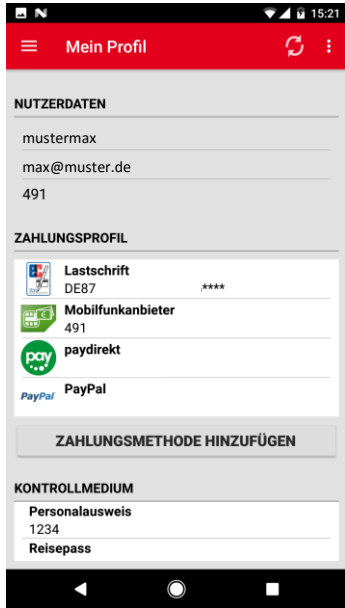 15:21
Mein Profil
NUTZERDATEN
mustermax
max@muster.de
491
ZAHLUNGSPROFIL
Lastschrift
DE87 ****
Mobilfunkanbieter
491
pay
paydirekt
PayPal
PayPal
ZAHLUNGSMETHODE HINZUFÜGEN
KONTROLLMEDIUM
Personalausweis
1234
Reisepass